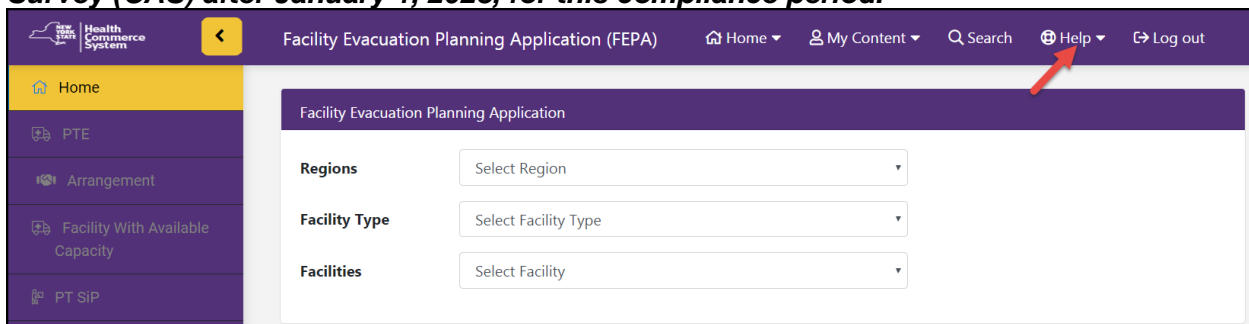 Survey (CAS) after January 1, 2023, for this compliance period.
NEW YORK STATE Health Commerce System
Facility Evacuation Planning Application (FEPA) Home My Content Search Help Log out
Home
PTE
Arrangement
Facility With Available
Capacity
PT SiP
Facility Evacuation Planning Application
Regions Select Region
Facility Type Select Facility Type
Facilities Select Facility